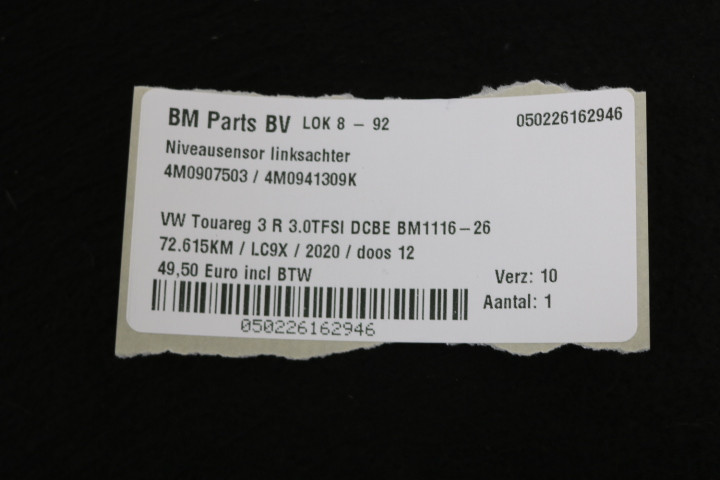 BM Parts BV LOK 8 - 92
050226162946
Niveausensor linksachter
4M0907503 / 4M0941309K
VW Touareg 3 R 3.0TFSI DCBE BM1116-26
72.615KM / LC9X / 2020 / doos 12
49,50 Euro incl BTW
Verz: 10
Aantal: 1
050226162946